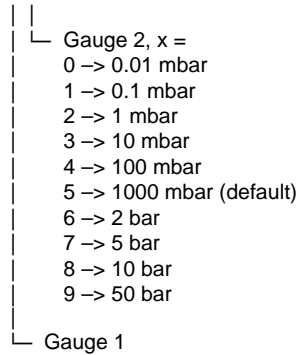 Gauge 2, x =
0 –> 0.01 mbar
1 –> 0.1 mbar
2 –> 1 mbar
3 –> 10 mbar
4 –> 100 mbar
5 –> 1000 mbar (default)
6 –> 2 bar
7 –> 5 bar
8 –> 10 bar
9 –> 50 bar
Gauge 1